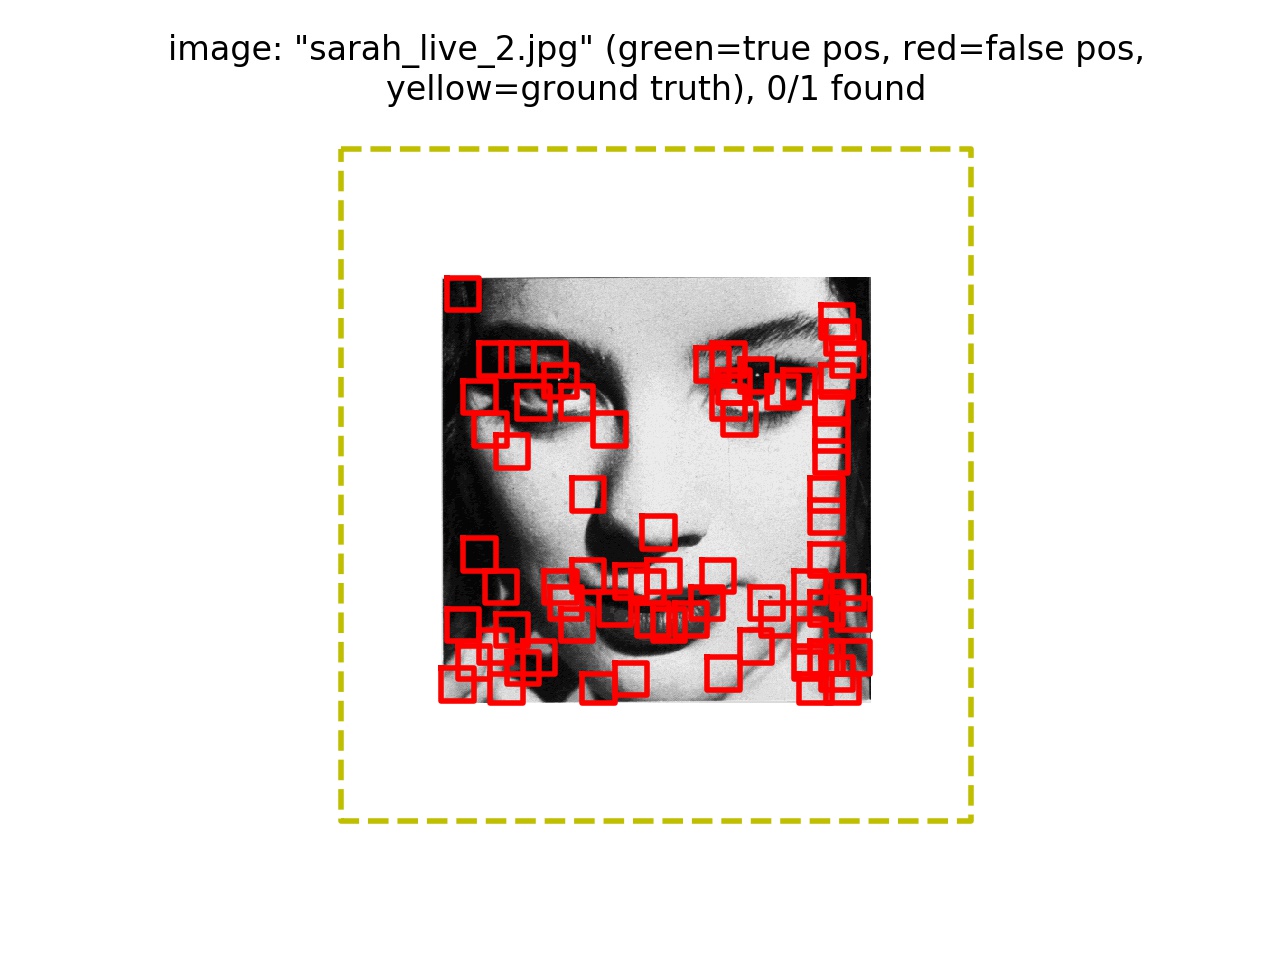 image: "sarah_live_2.jpg" (green=true pos, red=false pos,
yellow=ground truth), 0/1 found